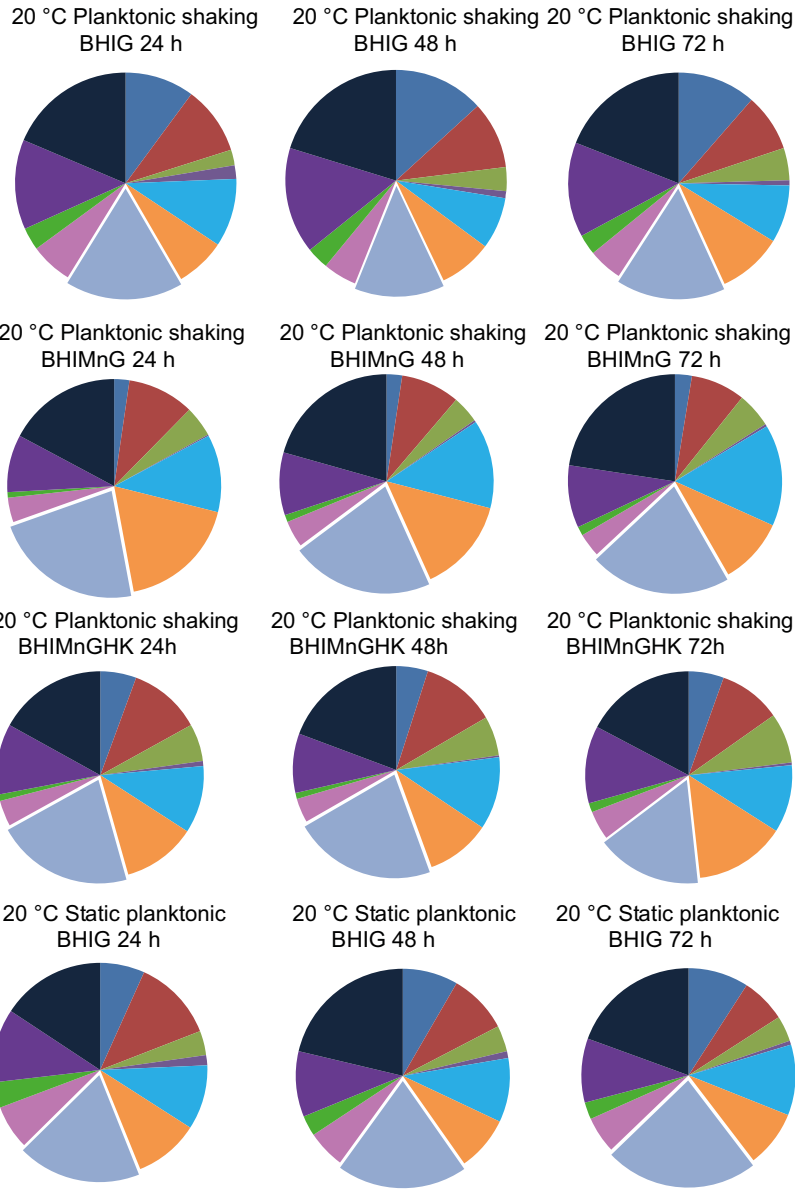 20 °C Planktonic shaking
BHIG 24 h
20 °C Planktonic shaking
BHIG 48 h
20 °C Planktonic shaking
BHIG 72 h
20 °C Planktonic shaking
BHIMnG 24 h
20 °C Planktonic shaking
BHIMnG 48 h
20 °C Planktonic shaking
BHIMnG 72 h
20 °C Planktonic shaking
BHIMnGHK 24h
20 °C Planktonic shaking
BHIMnGHK 48h
20 °C Planktonic shaking
BHIMnGHK 72h
20 °C Static planktonic
BHIG 24 h
20 °C Static planktonic
BHIG 48 h
20 °C Static planktonic
BHIG 72 h